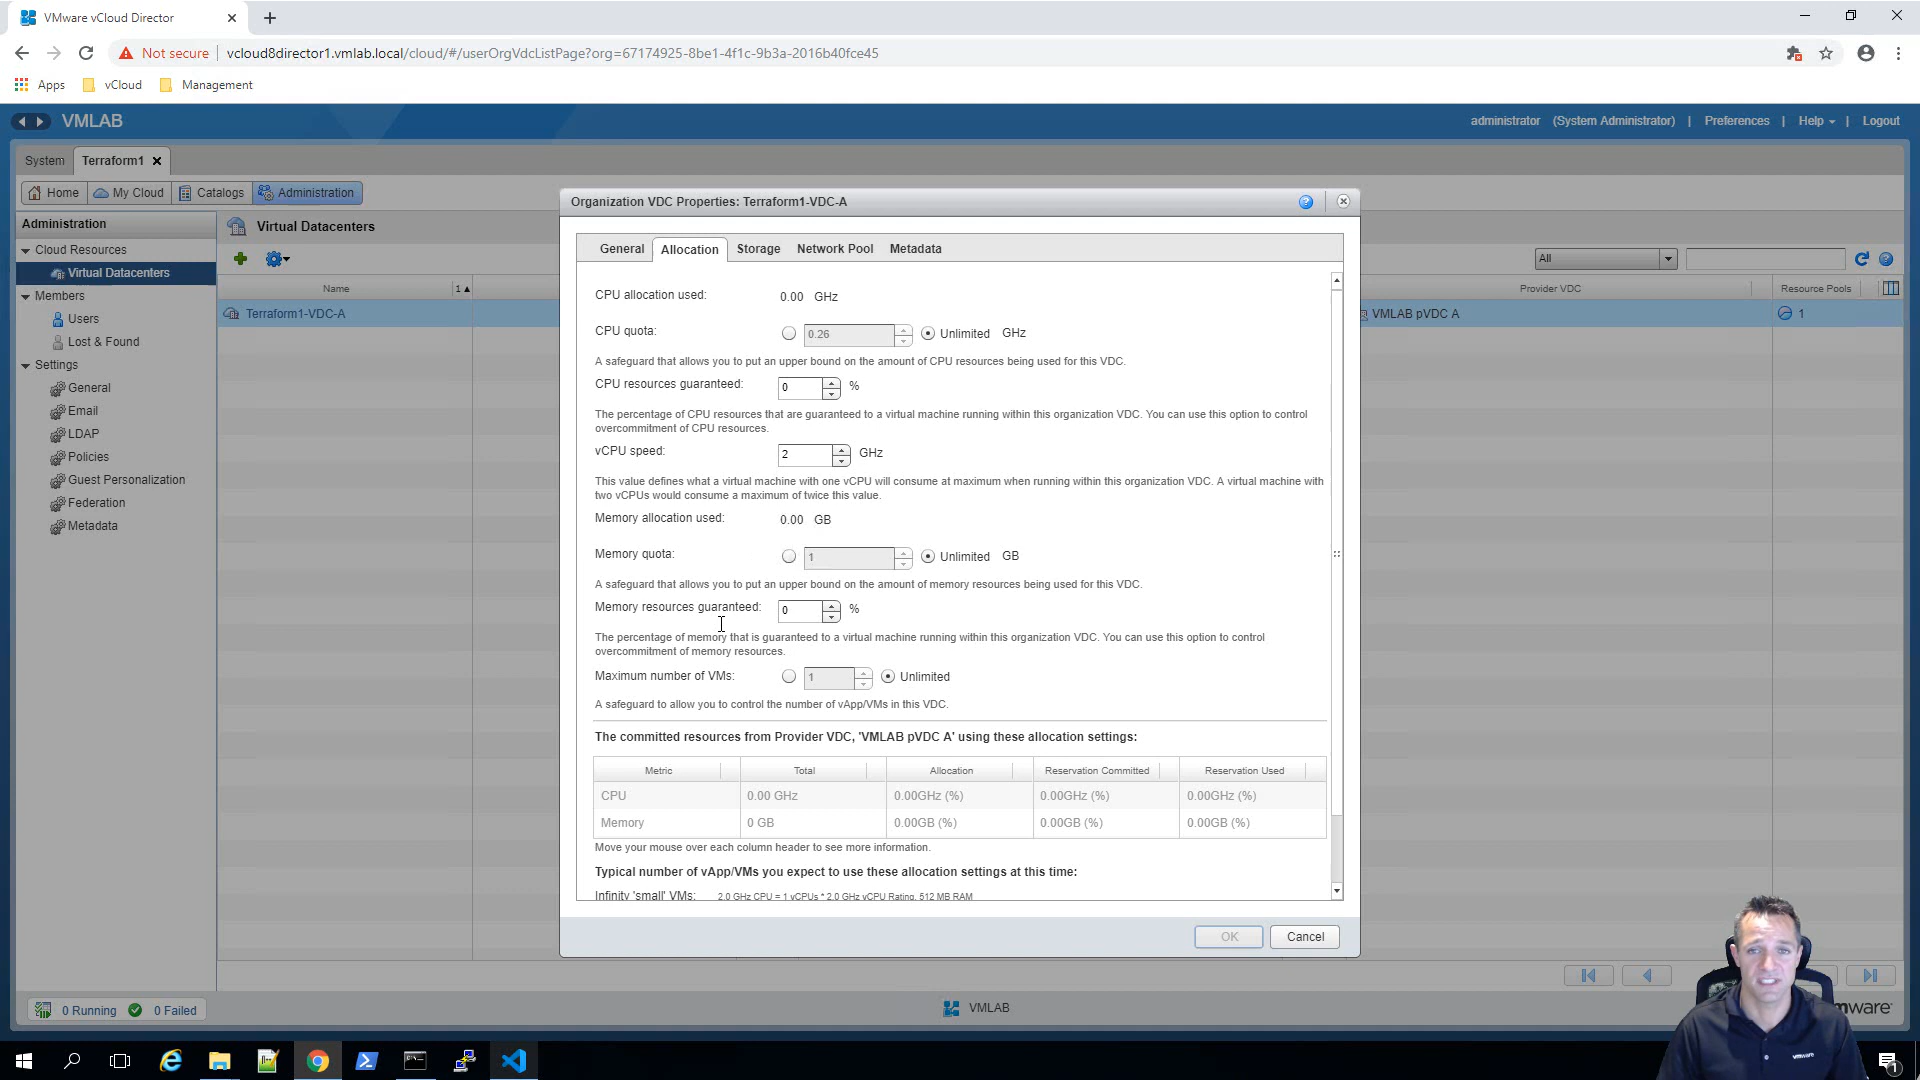 VMware vCloud Director
Not secure
vcloud8director1.vmlab.local/cloud/#/userOrgVdcListPage?org=67174925-8be1-4f1c-9b3a-2016b40fce45
Apps
vCloud
Management
VMLAB
administrator (System Administrator) | Preferences | Help | Logout
System
Terraform1
Home
My Cloud
Catalogs
Administration
Administration
Cloud Resources
Virtual Datacenters
Members
Users
Lost & Found
Settings
General
Email
LDAP
Policies
Guest Personalization
Federation
Metadata
Virtual Datacenters
All
Name
1
Provider VDC
Resource Pools
Terraform1-VDC-A
VMLAB pVDC A
1
Organization VDC Properties: Terraform1-VDC-A
General
Allocation
Storage
Network Pool
Metadata
CPU allocation used: 0.00 GHz
CPU quota: 0.26 Unlimited GHz
A safeguard that allows you to put an upper bound on the amount of CPU resources being used for this VDC.
CPU resources guaranteed: 0 %
The percentage of CPU resources that are guaranteed to a virtual machine running within this organization VDC. You can use this option to control
overcommitment of CPU resources.
vCPU speed: 2 GHz
This value defines what a virtual machine with one vCPU will consume at maximum when running within this organization VDC. A virtual machine with
two vCPUs would consume a maximum of twice this value.
Memory allocation used: 0.00 GB
Memory quota: 1 Unlimited GB
A safeguard that allows you to put an upper bound on the amount of memory resources being used for this VDC.
Memory resources guaranteed: 0 %
The percentage of memory that is guaranteed to a virtual machine running within this organization VDC. You can use this option to control
overcommitment of memory resources.
Maximum number of VMs: 1 Unlimited
A safeguard to allow you to control the number of vApp/VMs in this VDC.
The committed resources from Provider VDC, 'VMLAB pVDC A' using these allocation settings:
Metric Total Allocation Reservation Committed Reservation Used
CPU 0.00 GHz 0.00GHz (%) 0.00GHz (%) 0.00GHz (%)
Memory 0 GB 0.00GB (%) 0.00GB (%) 0.00GB (%)
Move your mouse over each column header to see more information.
Typical number of vApp/VMs you expect to use these allocation settings at this time:
Infinity 'small' VMs: 2.0 GHz CPU = 1 vCPUs * 2.0 GHz vCPU Rating, 512 MB RAM
OK
Cancel
0 Running
0 Failed
VMLAB
mware
vmware
1